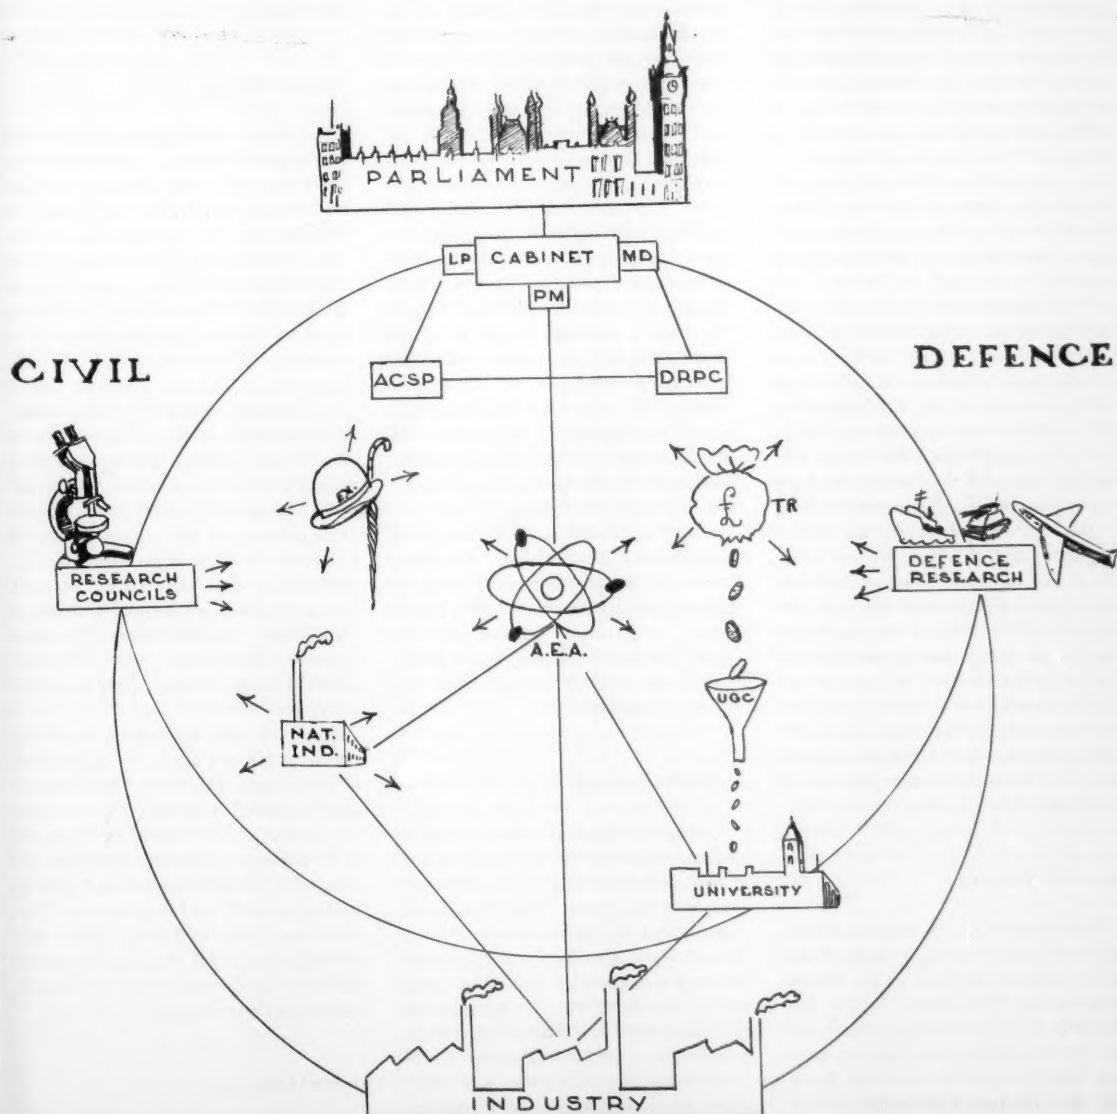 PARLIAMENT
LP
CABINET
MD
PM
CIVIL
DEFENCE
ACSP
DRPC
EX.
£
TR
RESEARCH
COUNCILS
DEFENCE
RESEARCH
A.E.A.
UGC
NAT.
IND.
UNIVERSITY
INDUSTRY